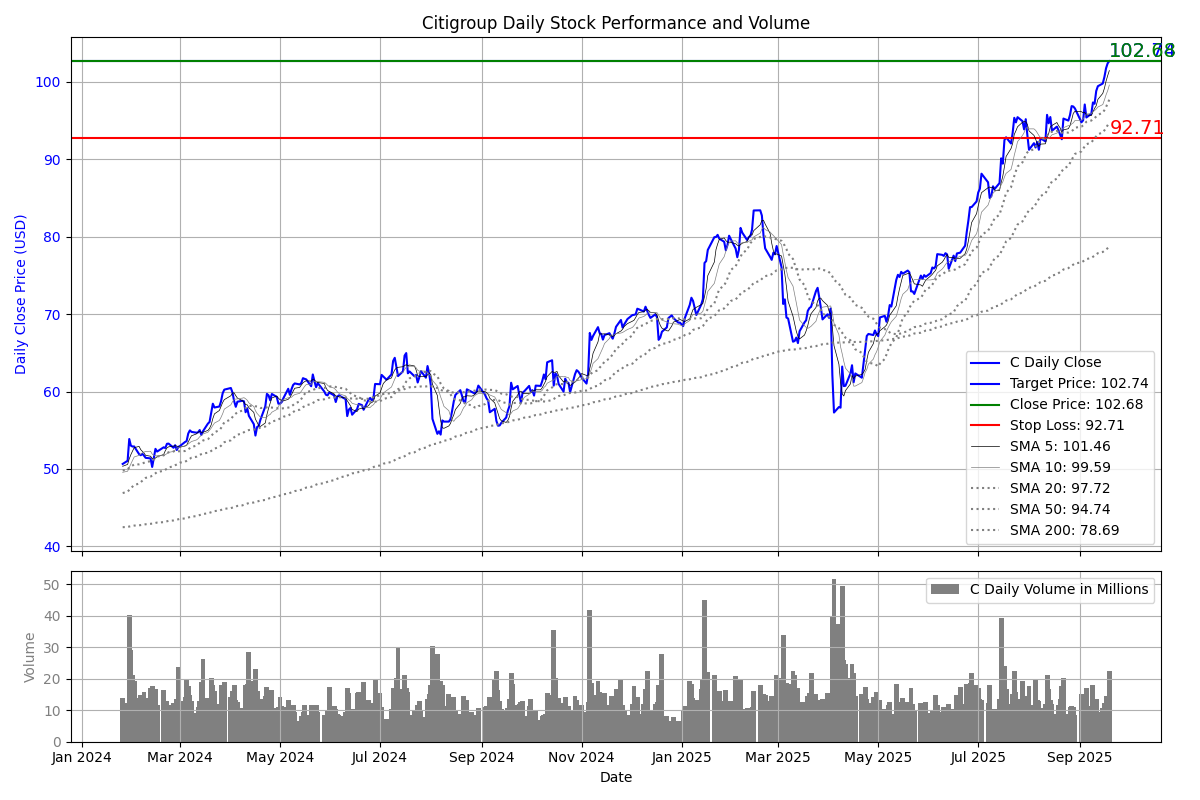 Citigroup Daily Stock Performance and Volume
102.74
102.68
92.71
Daily Close Price (USD)
100
90
80
70
60
50
40
C Daily Close
Target Price: 102.74
Close Price: 102.68
Stop Loss: 92.71
SMA 5: 101.46
SMA 10: 99.59
SMA 20: 97.72
SMA 50: 94.74
SMA 200: 78.69
Volume
50
40
30
20
10
0
C Daily Volume in Millions
Jan 2024 Mar 2024 May 2024 Jul 2024 Sep 2024 Nov 2024 Jan 2025 Mar 2025 May 2025 Jul 2025 Sep 2025
Date